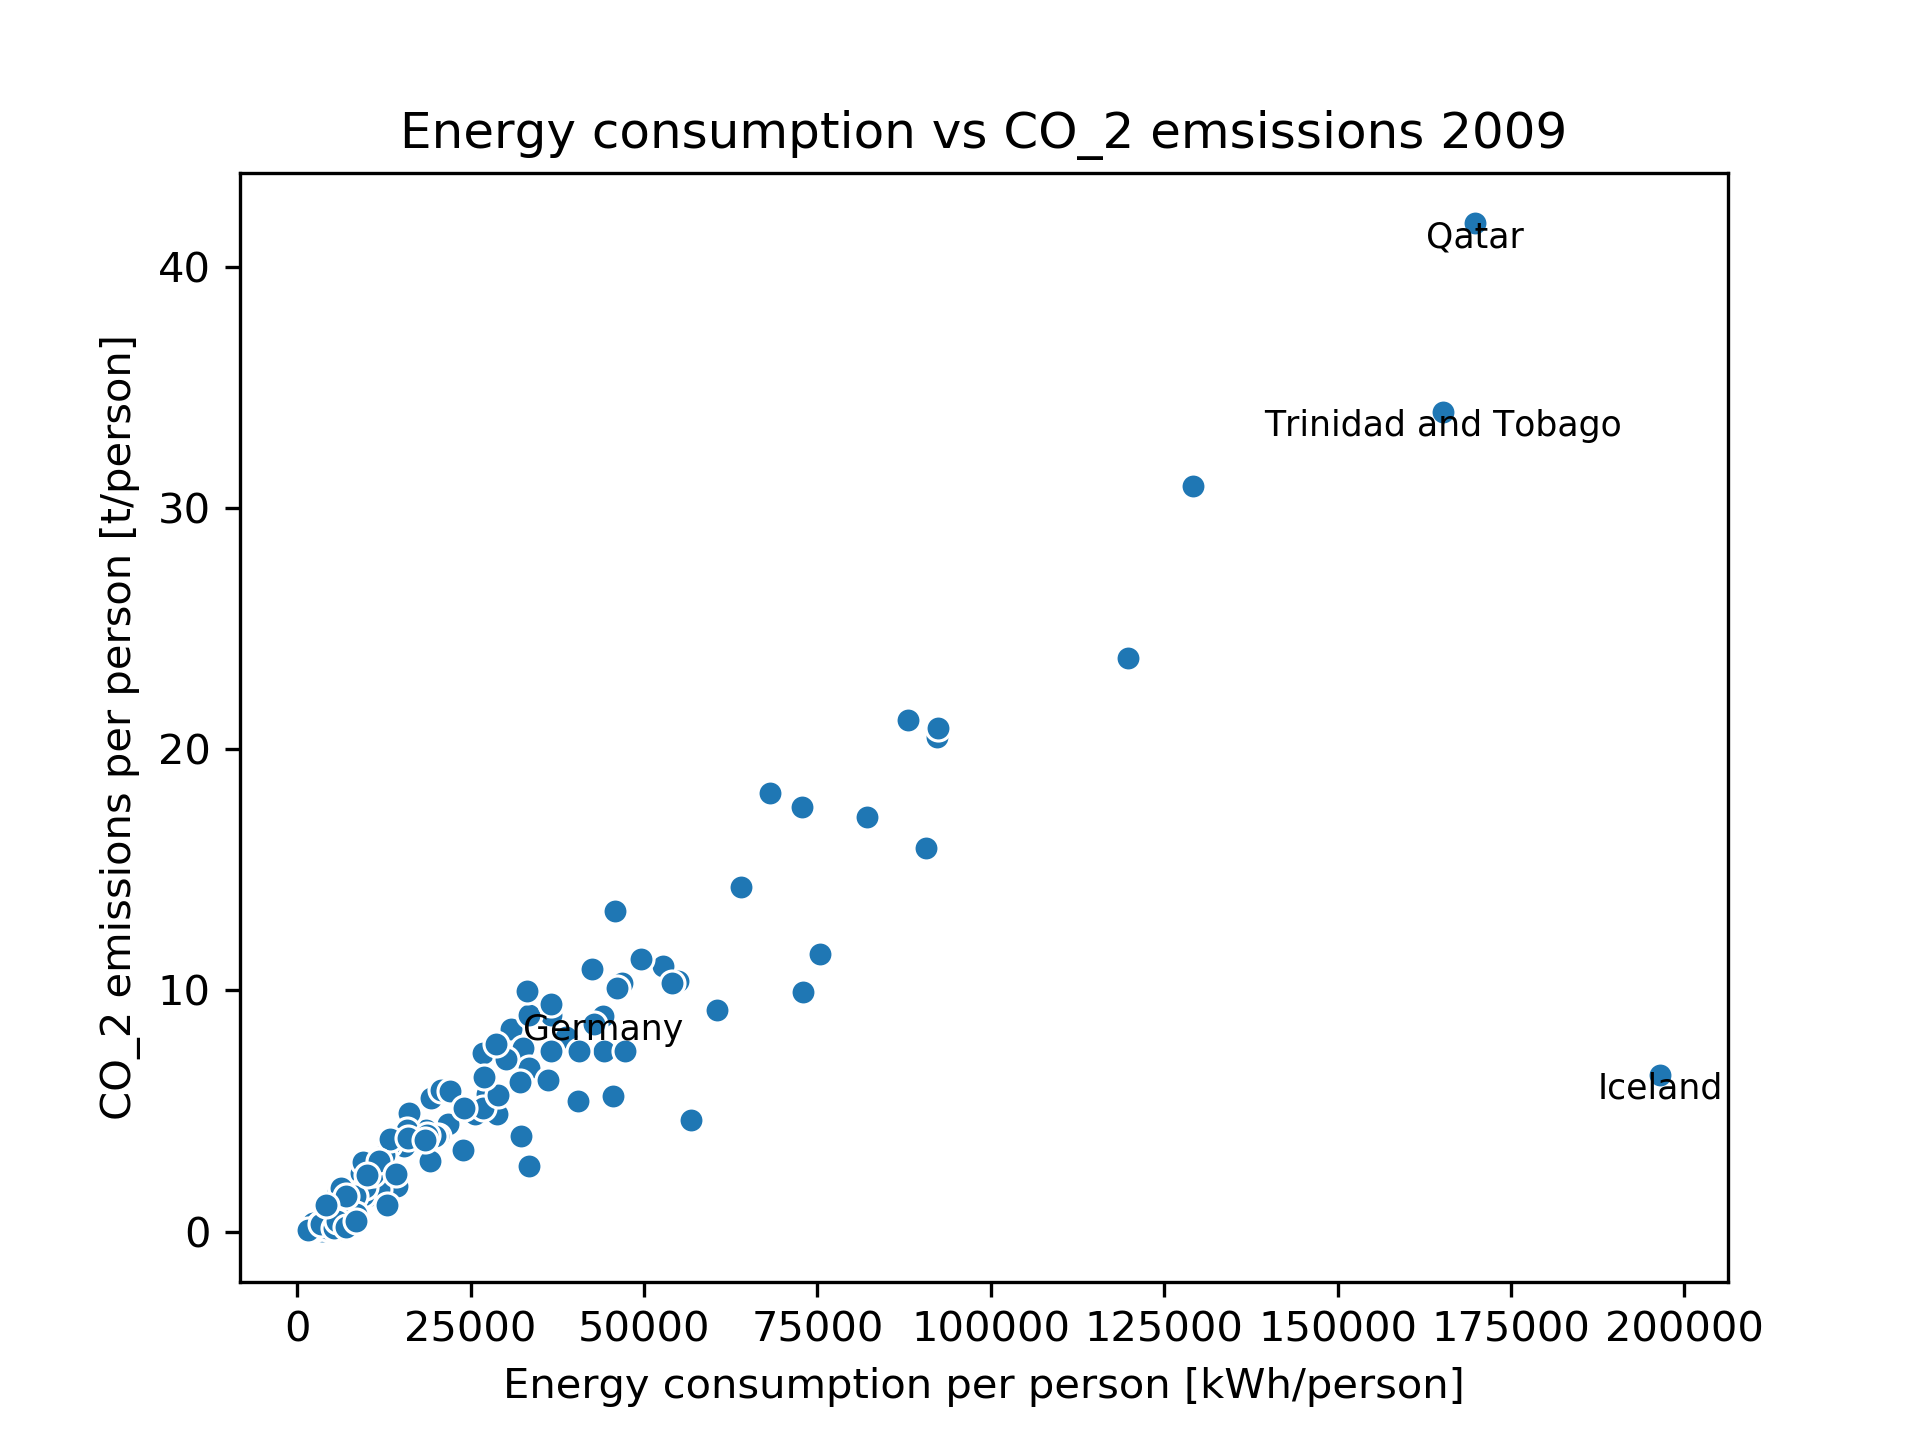 Energy consumption vs CO_2 emsissions 2009
Qatar
Trinidad and Tobago
Germany
Iceland
CO_2 emissions per person [t/person]
40
30
20
10
0
0 25000 50000 75000 100000 125000 150000 175000 200000
Energy consumption per person [kWh/person]